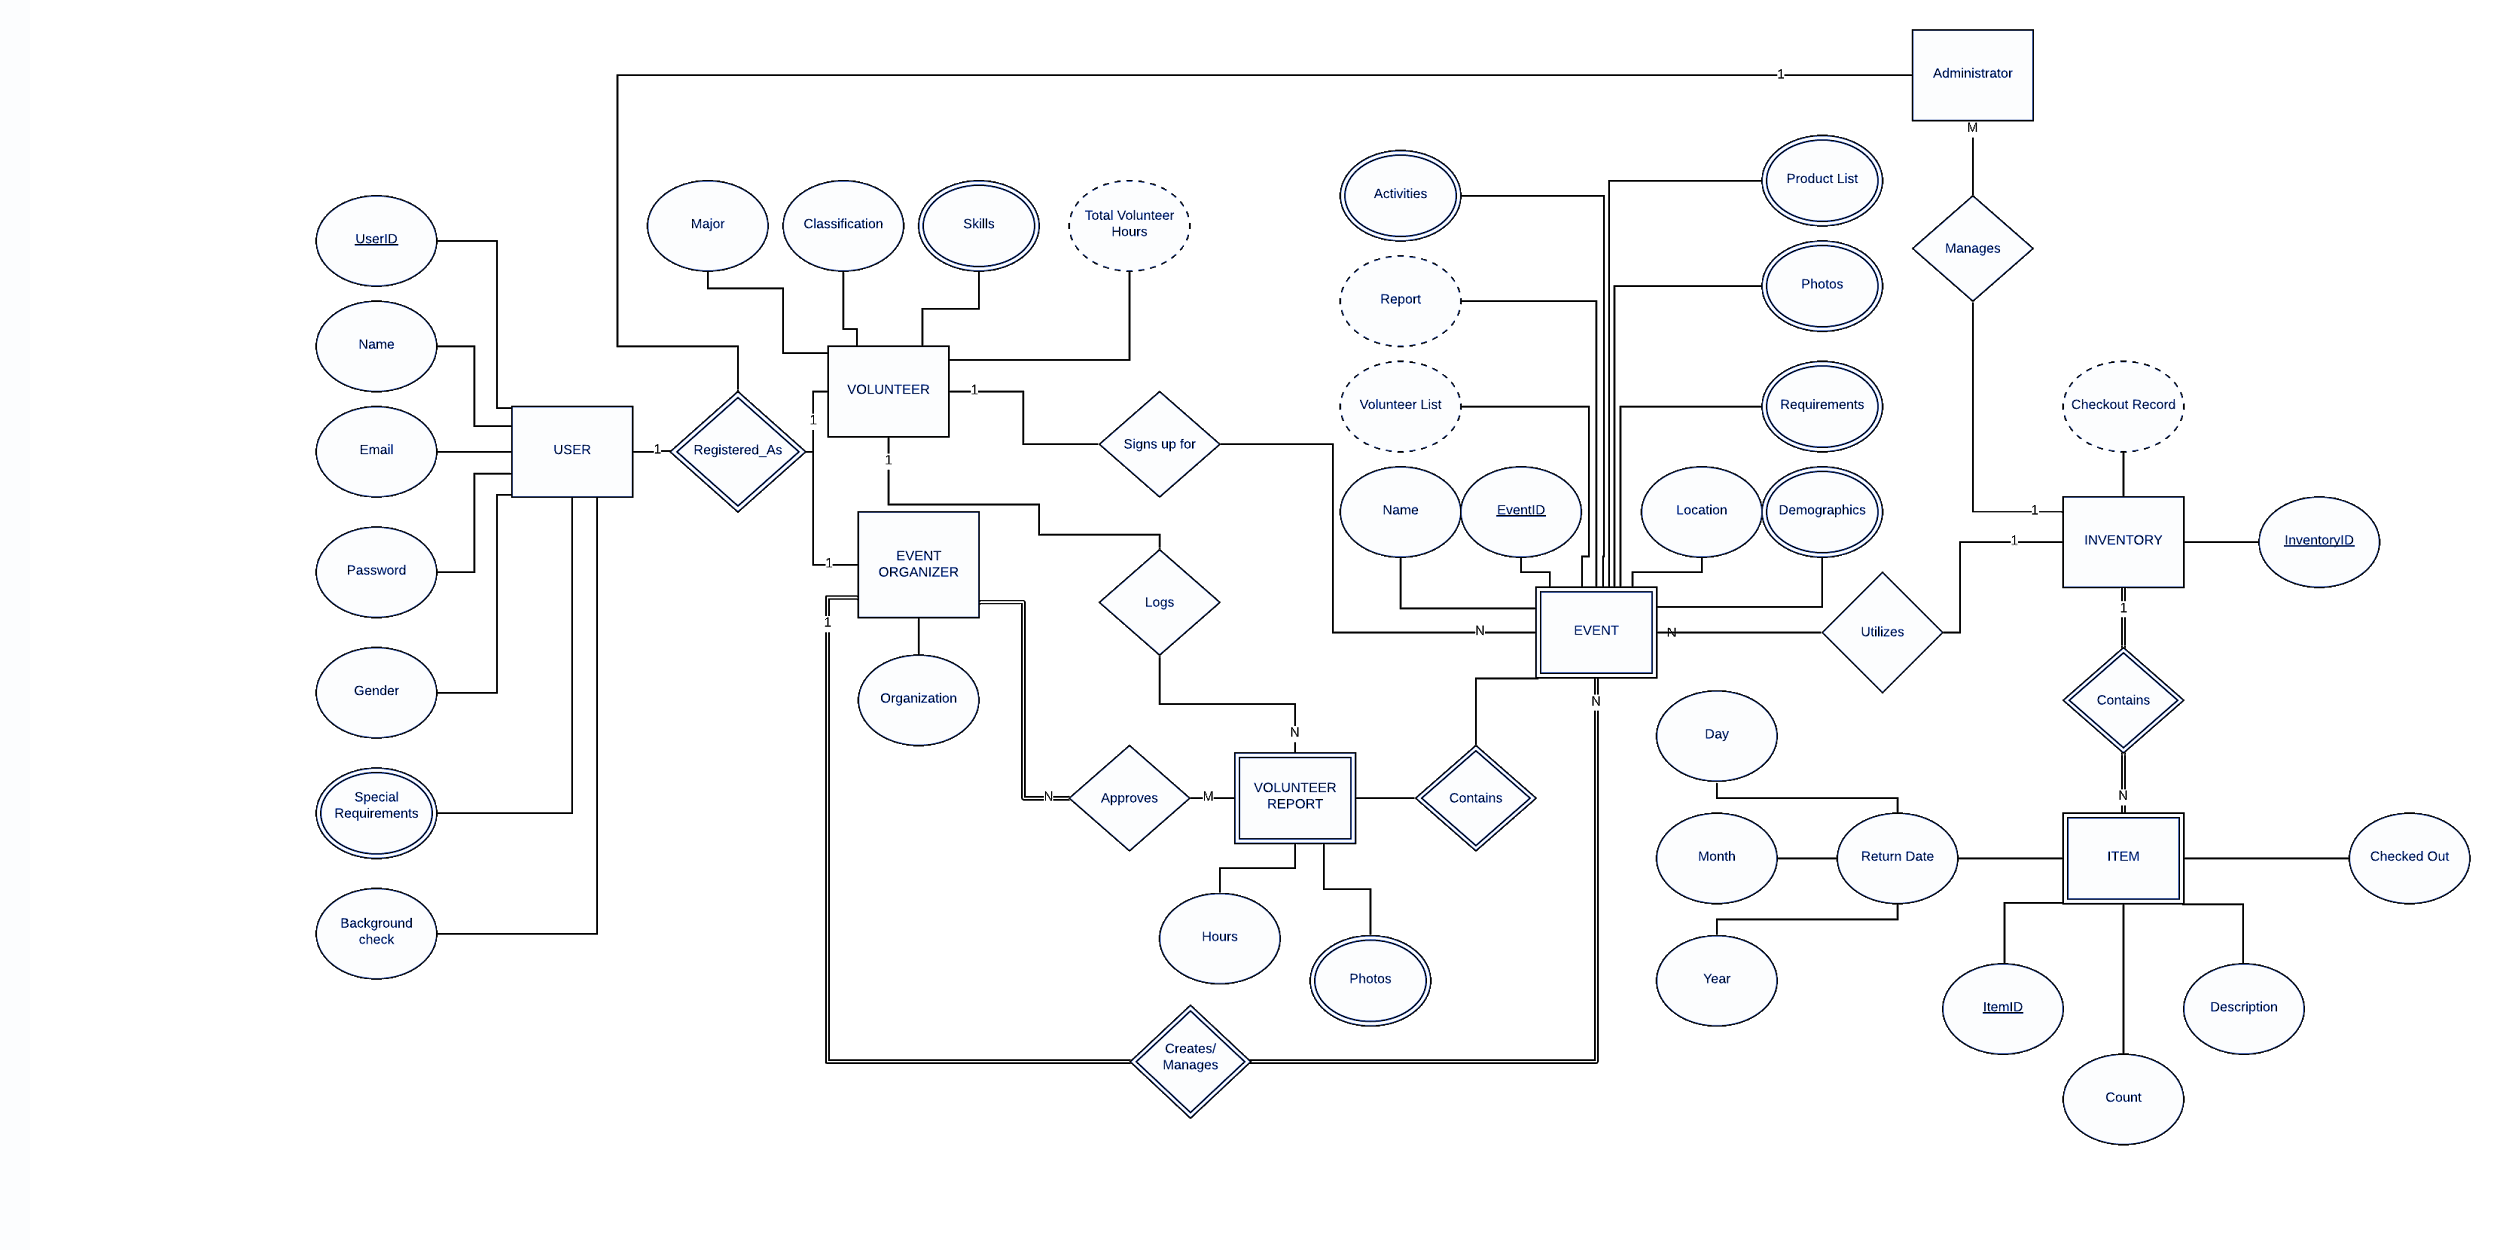 1
Administrator
M
Product List
Activities
Major
Classification
Skills
Total Volunteer
Hours
UserID
Manages
Photos
Report
Name
VOLUNTEER
1
Volunteer List
Requirements
Checkout Record
1
Email
USER
1
Registered_As
Signs up for
1
Name
EventID
Location
Demographics
1
INVENTORY
InventoryID
1
EVENT
ORGANIZER
1
Password
Logs
1
1
N
EVENT
N
Utilizes
1
Gender
Organization
N
Contains
N
Day
Special
Requirements
N
Approves
M
VOLUNTEER
REPORT
Contains
N
Month
Return Date
ITEM
Checked Out
Background
check
Hours
Photos
Year
ItemID
Description
Creates/
Manages
Count